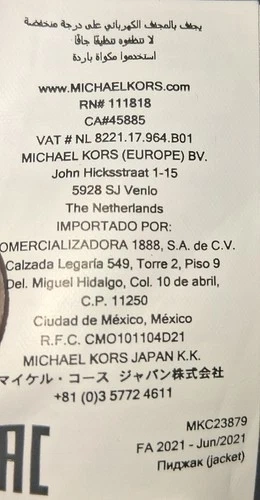 يجفف بالمجفف الكهربائي على درجة منخفضة
لا تنظفوه تنظيفًا جافًا
استخدموا مكواة باردة
www.MICHAELKORS.com
RN# 111818
CA#45885
VAT # NL 8221.17.964.B01
MICHAEL KORS (EUROPE) BV.
John Hicksstraat 1-15
5928 SJ Venlo
The Netherlands
IMPORTADO POR:
OMERCIALIZADORA 1888, S.A. de C.V.
Calzada Legaria 549, Torre 2, Piso 9
Del. Miguel Hidalgo, Col. 10 de abril,
C.P. 11250
Ciudad de México, México
R.F.C. CMO101104D21
MICHAEL KORS JAPAN K.K.
マイケル・コース ジャパン株式会社
+81 (0)3 5772 4611
MKC23879
FA 2021 - Jun/2021
Пиджак (jacket)